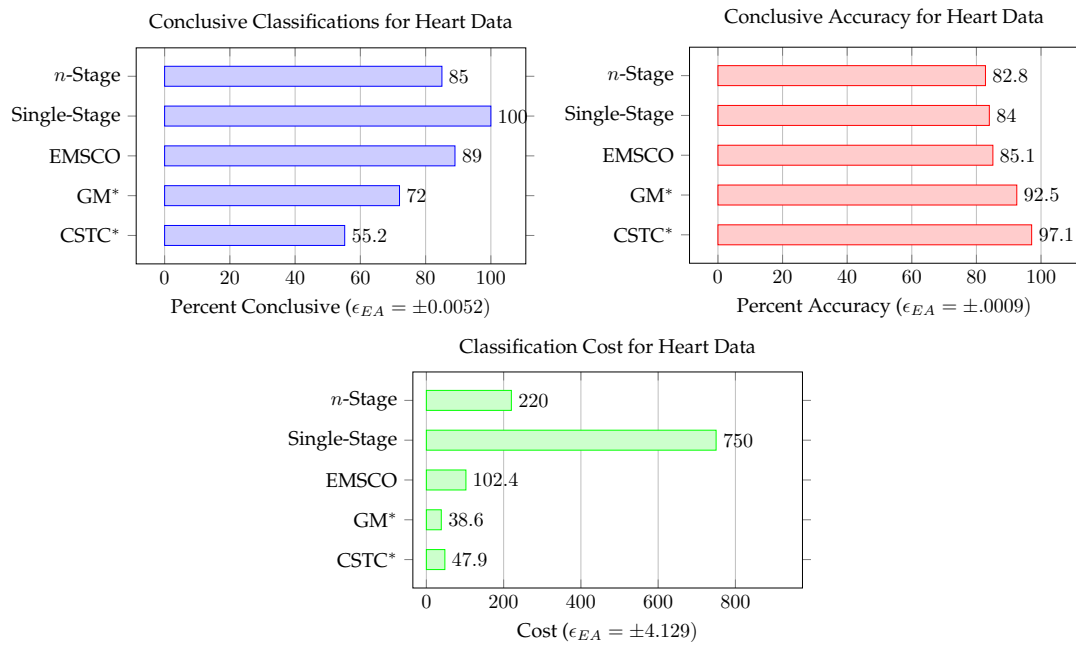 Conclusive Classifications for Heart Data
n-Stage
85
Single-Stage
100
EMSCO
89
GM*
72
CSTC*
55.2
0 20 40 60 80 100
Percent Conclusive (ϵ_EA = ±0.0052)
Conclusive Accuracy for Heart Data
n-Stage
82.8
Single-Stage
84
EMSCO
85.1
GM*
92.5
CSTC*
97.1
0 20 40 60 80 100
Percent Accuracy (ϵ_EA = ±.0009)
Classification Cost for Heart Data
n-Stage
220
Single-Stage
750
EMSCO
102.4
GM*
38.6
CSTC*
47.9
0 200 400 600 800
Cost (ϵ_EA = ±4.129)